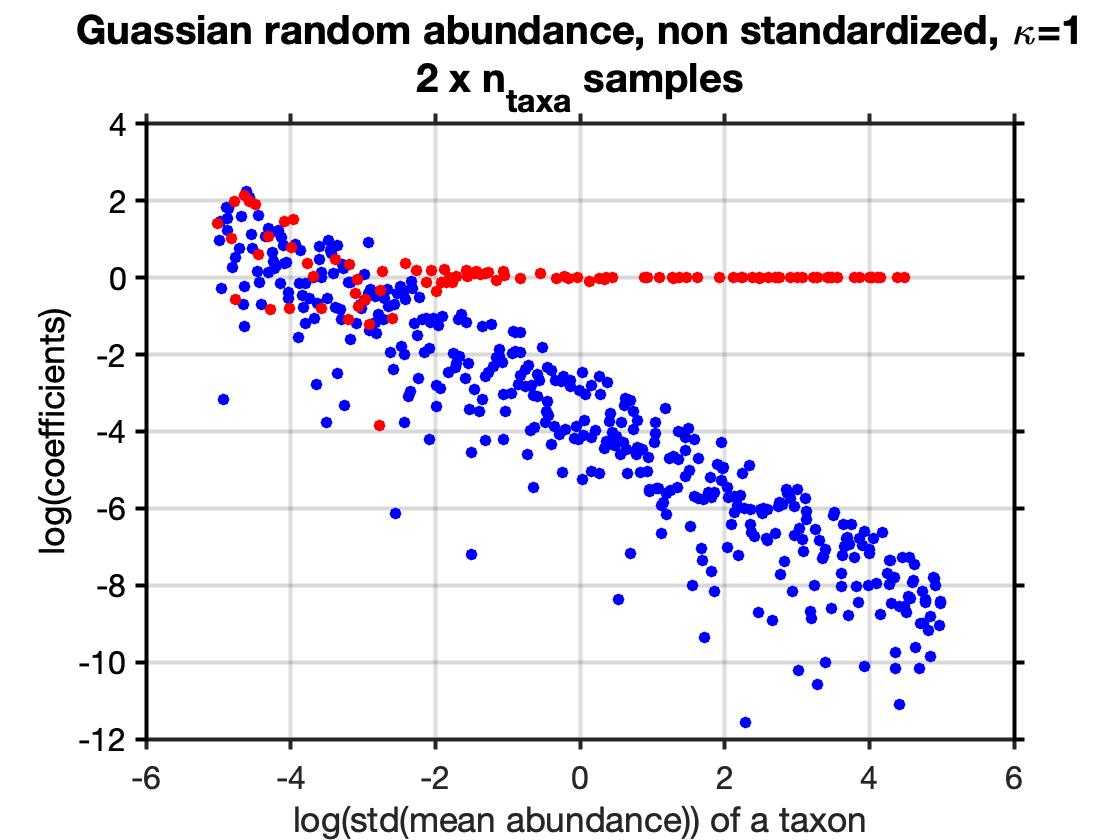 Guassian random abundance, non standardized, κ=1
2 x n_taxa samples
4
2
0
-2
-4
-6
-8
-10
-12
log(coefficients)
-6 -4 -2 0 2 4 6
log(std(mean abundance)) of a taxon